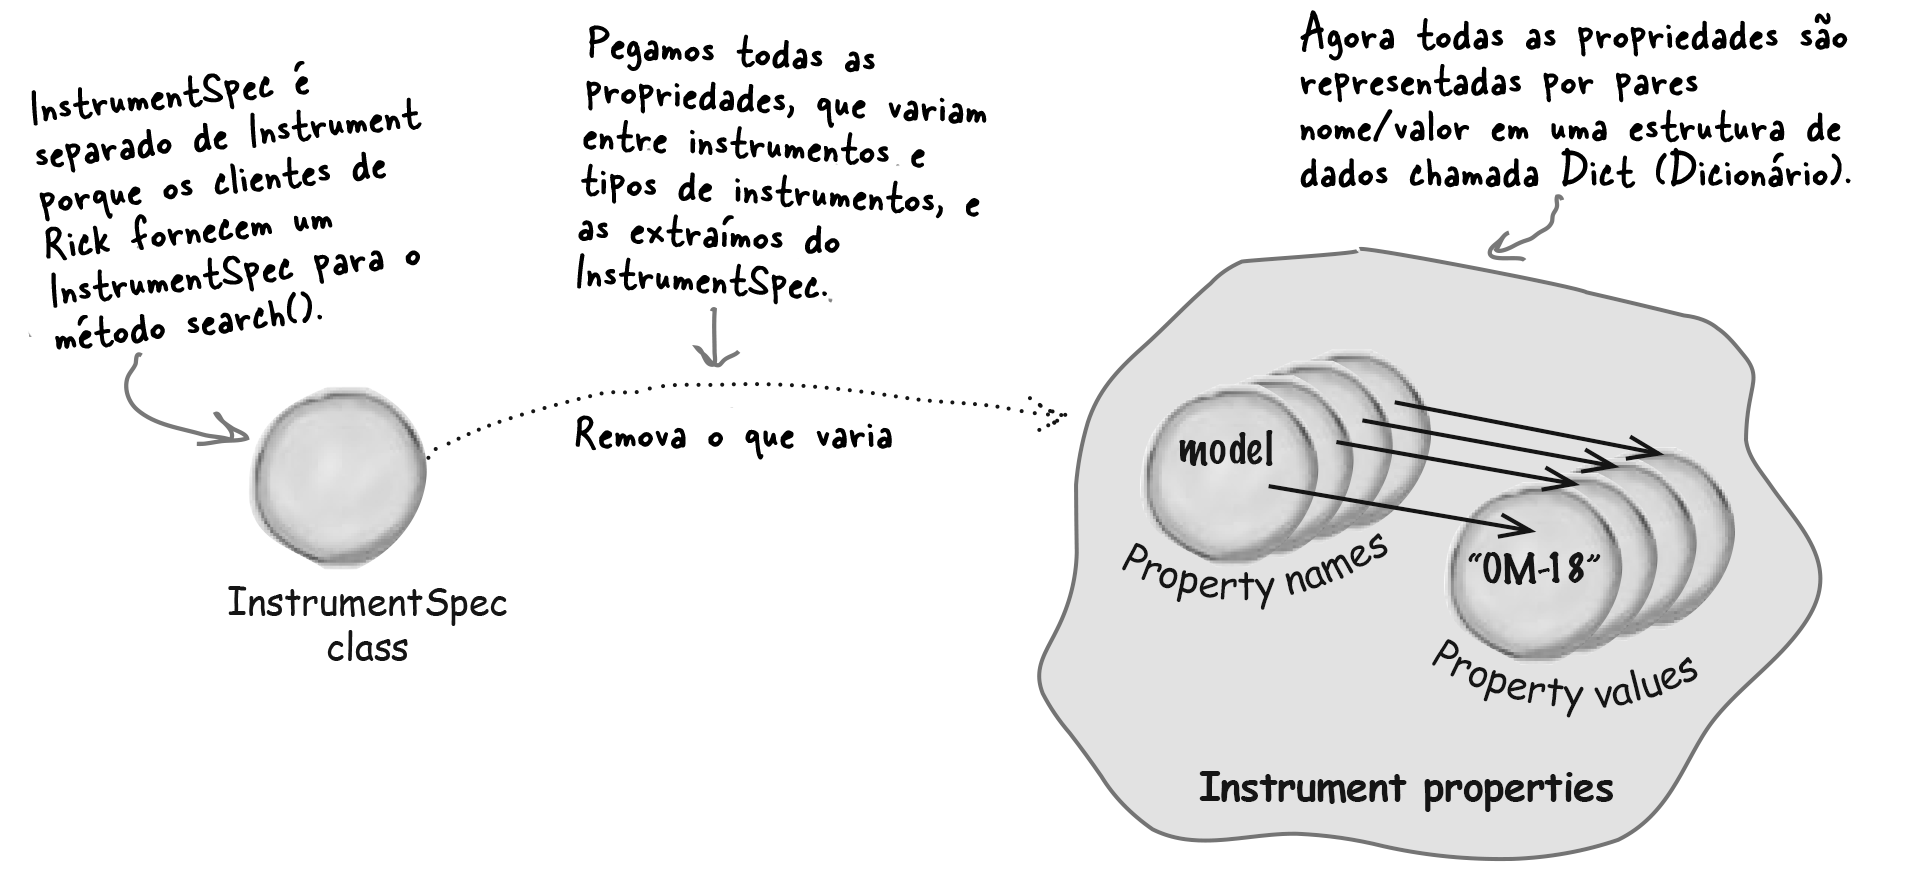 InstrumentSpec é
separado de Instrument
porque os clientes de
Rick fornecem um
InstrumentSpec para o
método search().
Pegamos todas as
propriedades, que variam
entre instrumentos e
tipos de instrumentos, e
as extraímos do
InstrumentSpec.
Agora todas as propriedades são
representadas por pares
nome/valor em uma estrutura de
dados chamada Dict (Dicionário).
Remova o que varia
InstrumentSpec
class
model
Property names
"OM-18"
Property values
Instrument properties